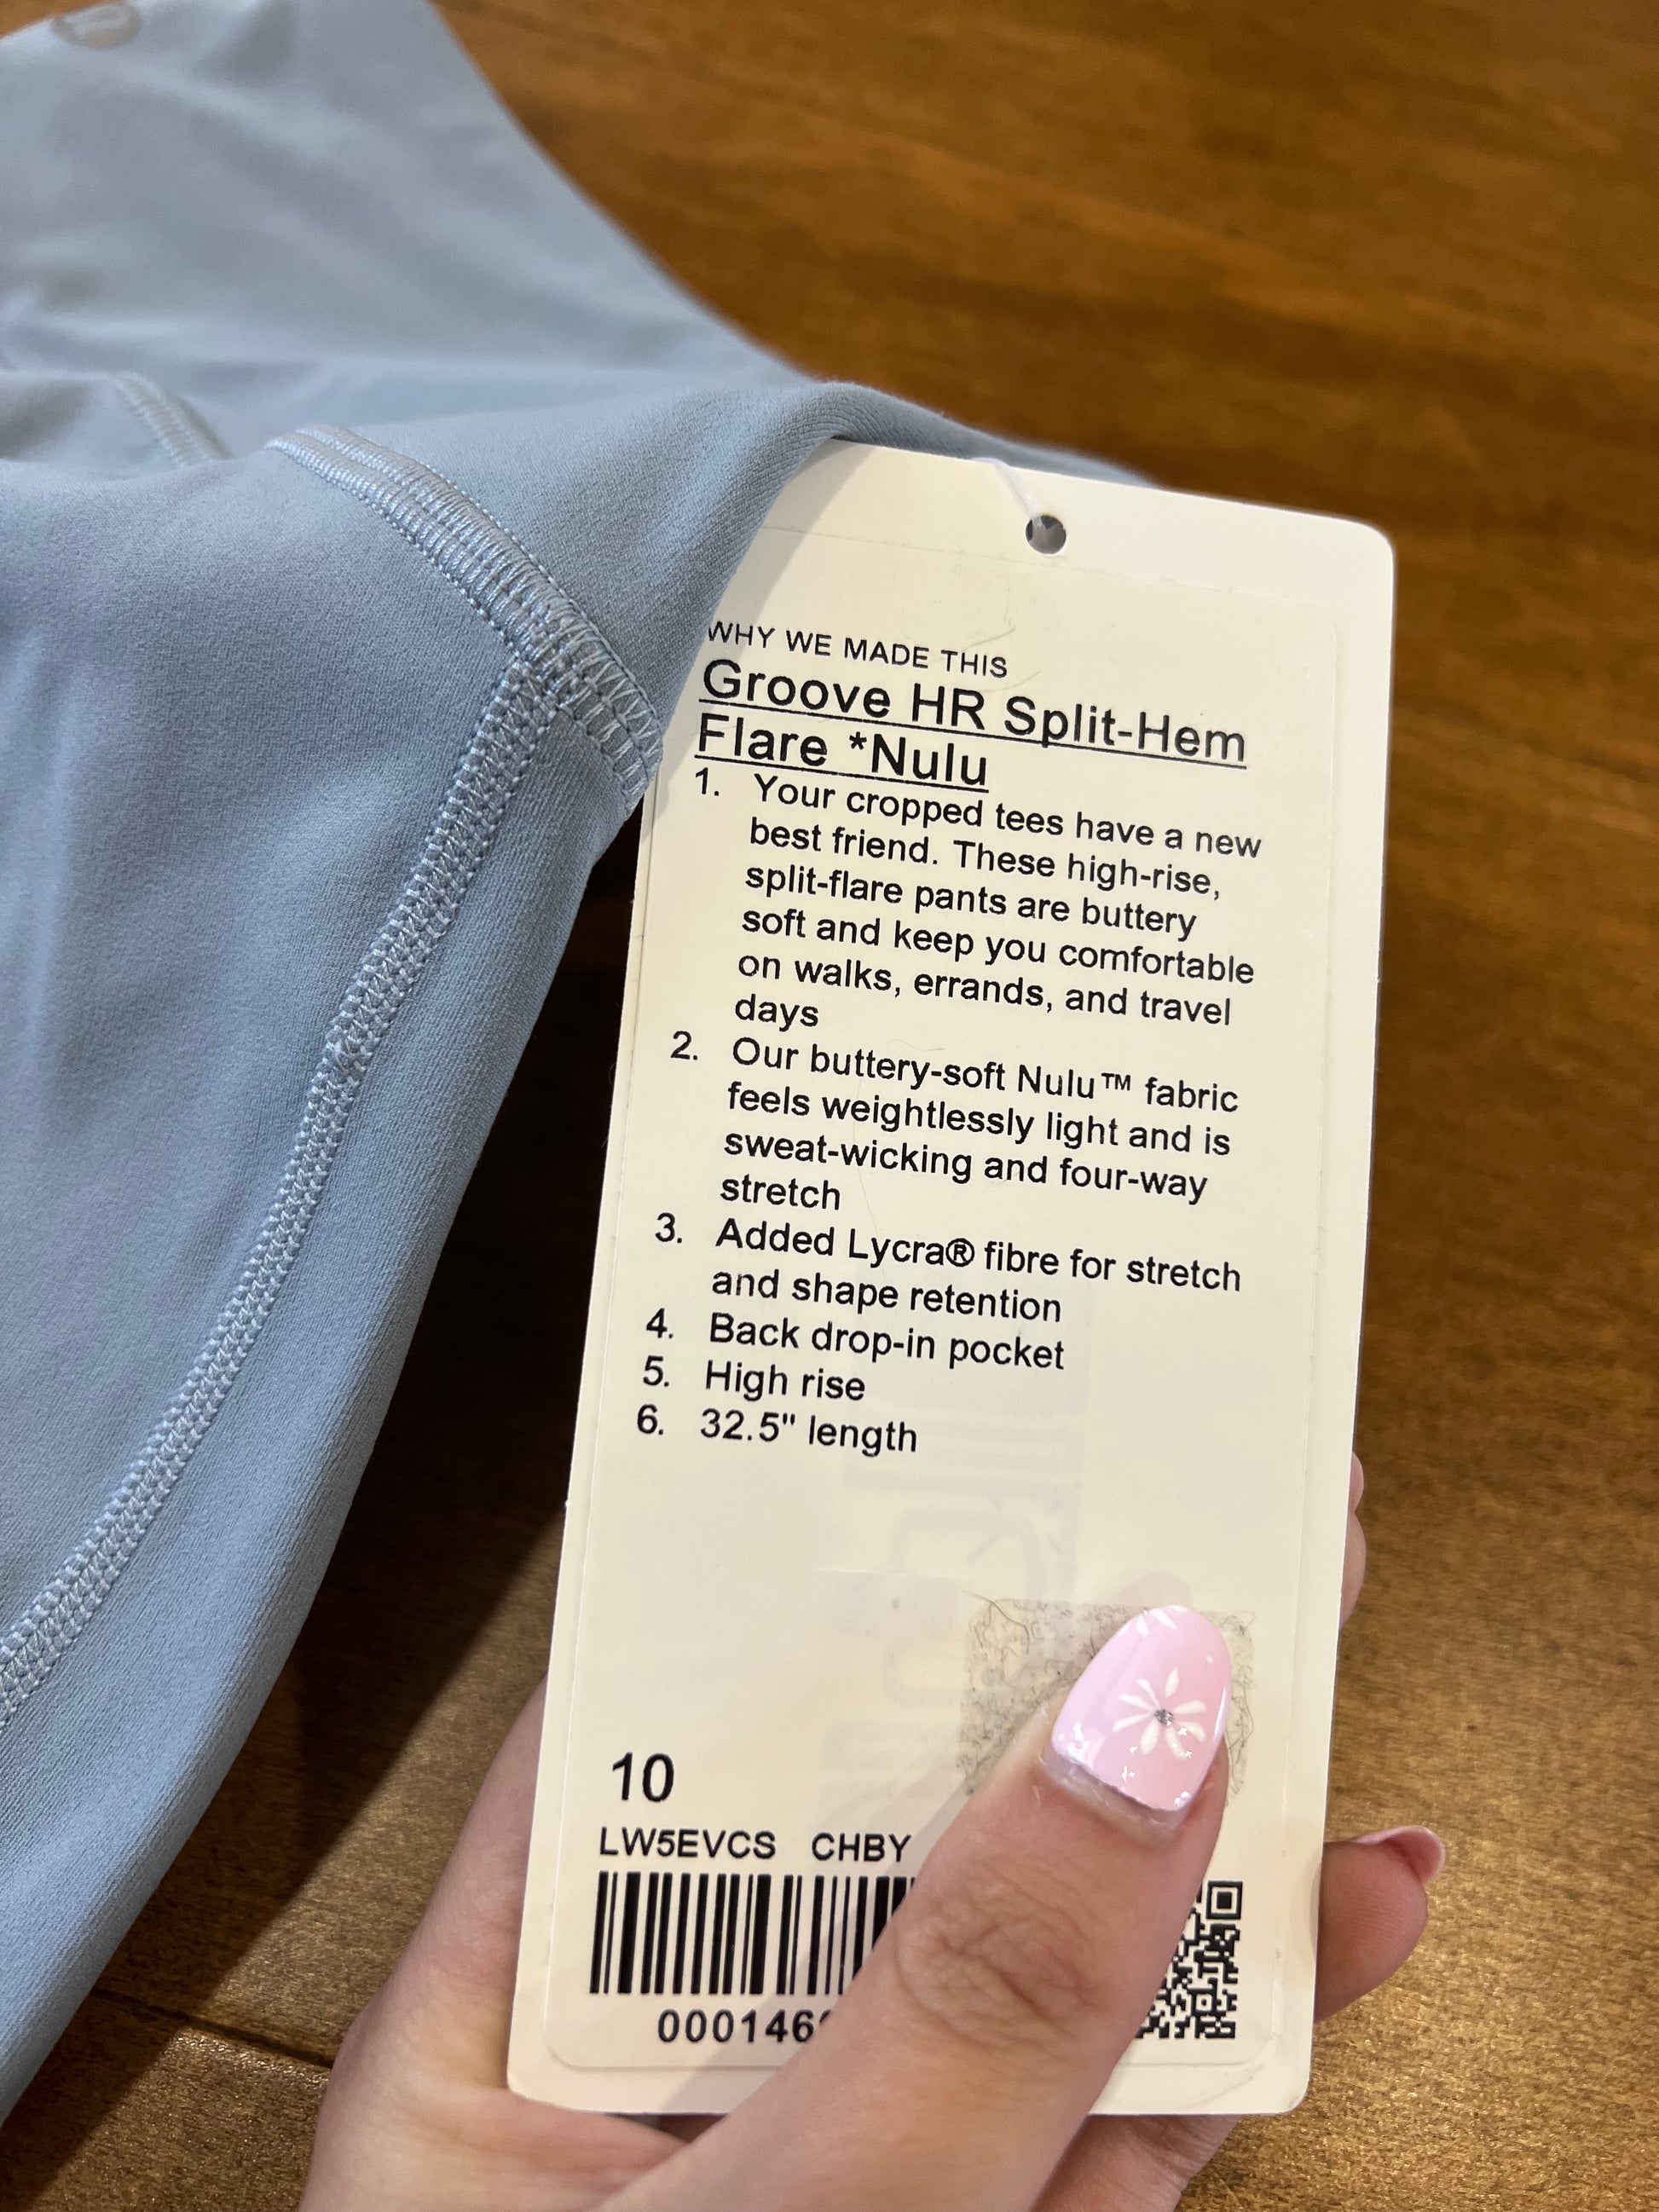 WHY WE MADE THIS
Groove HR Split-Hem
Flare *Nulu
1. Your cropped tees have a new
best friend. These high-rise,
split-flare pants are buttery
soft and keep you comfortable
on walks, errands, and travel
days
2. Our buttery-soft Nulu™ fabric
feels weightlessly light and is
sweat-wicking and four-way
stretch
3. Added Lycra® fibre for stretch
and shape retention
4. Back drop-in pocket
5. High rise
6. 32.5" length
10
LW5EVCS CHBY